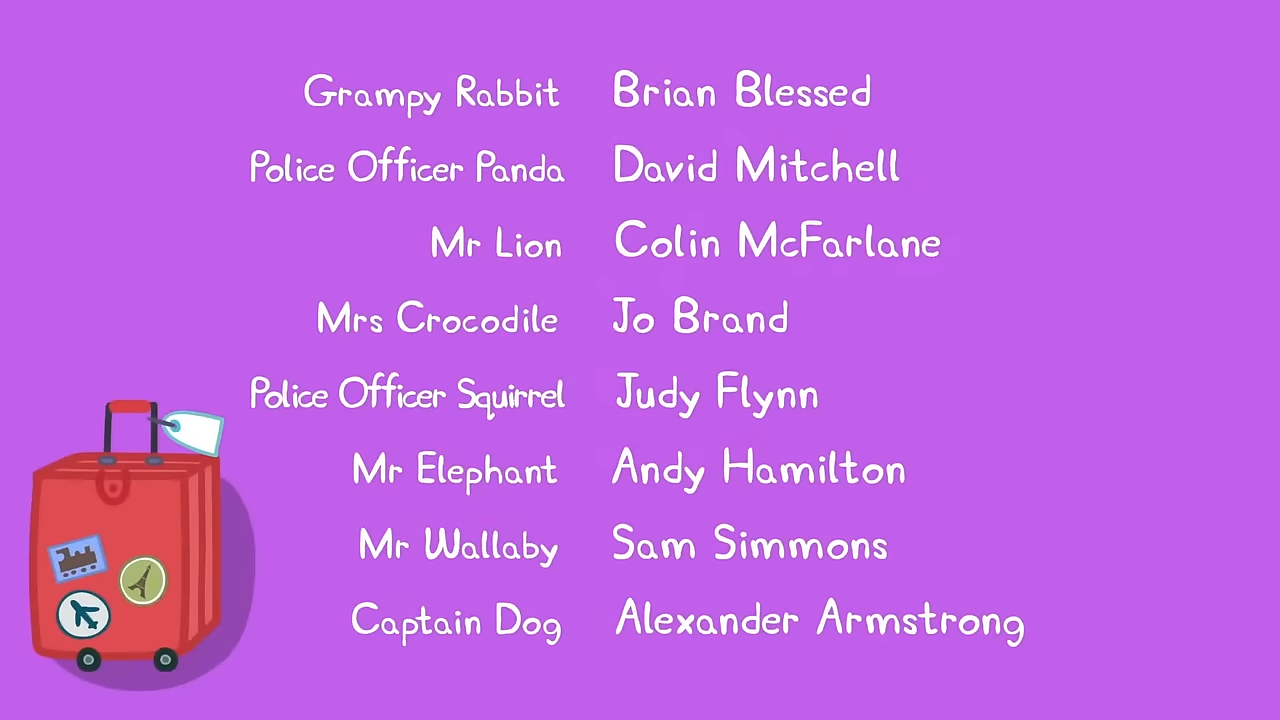 Grampy Rabbit Brian Blessed
Police Officer Panda David Mitchell
Mr Lion Colin McFarlane
Mrs Crocodile Jo Brand
Police Officer Squirrel Judy Flynn
Mr Elephant Andy Hamilton
Mr Wallaby Sam Simmons
Captain Dog Alexander Armstrong